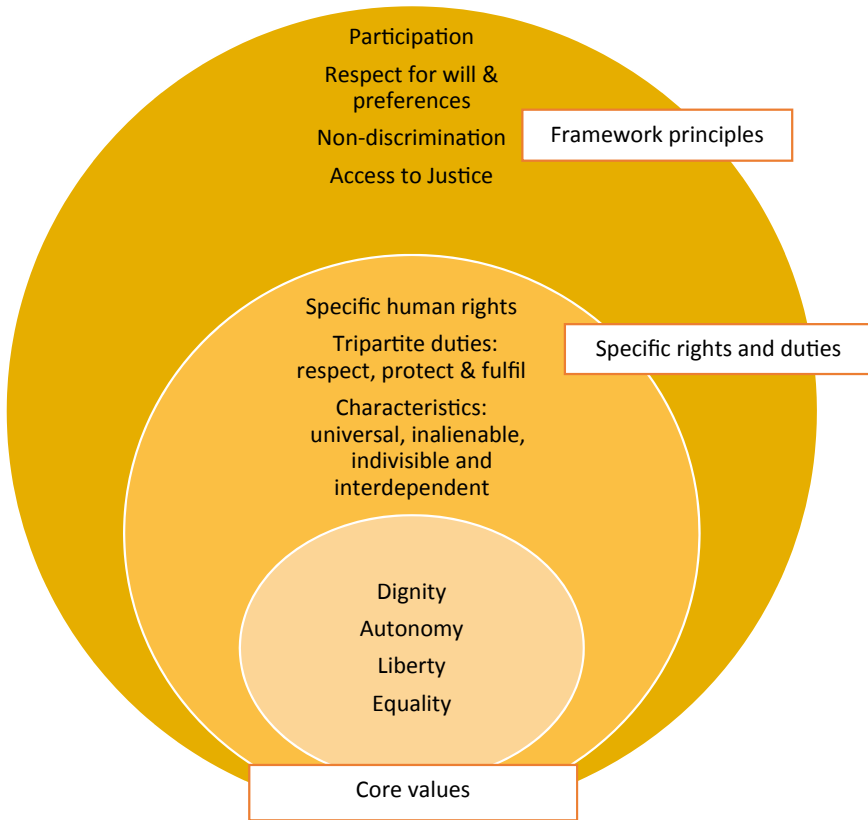 Participation
Respect for will &
preferences
Non-discrimination
Access to Justice
Framework principles
Specific human rights
Tripartite duties:
respect, protect & fulfil
Characteristics:
universal, inalienable,
indivisible and
interdependent
Specific rights and duties
Dignity
Autonomy
Liberty
Equality
Core values